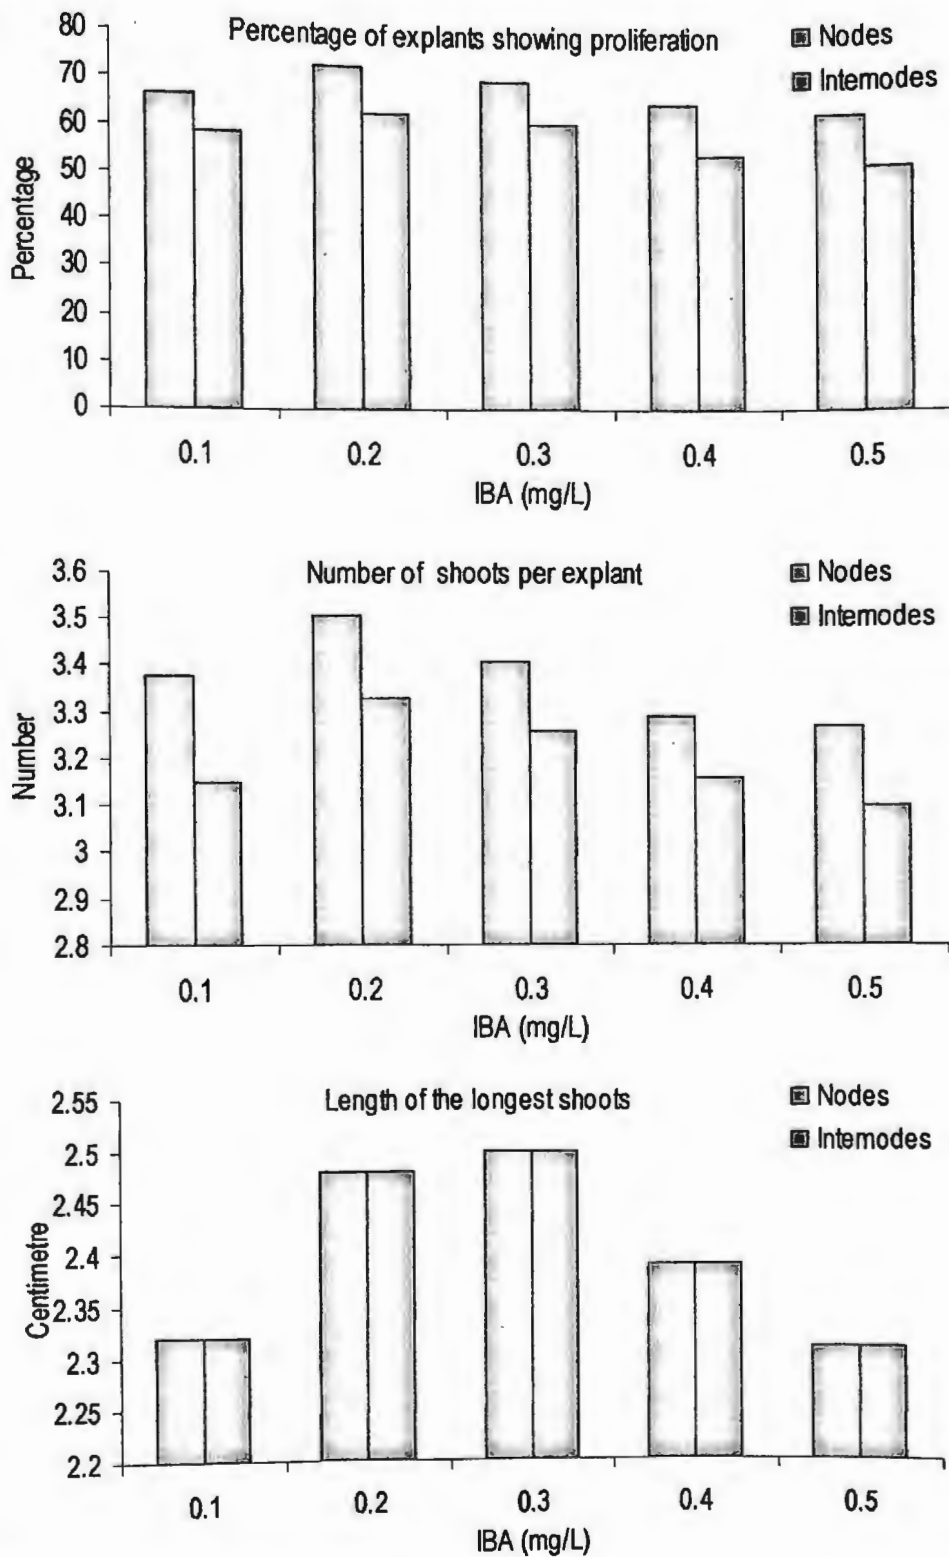 Percentage of explants showing proliferation
Nodes
Internodes
80
70
60
50
40
30
20
10
0
Percentage
0.1 0.2 0.3 0.4 0.5
IBA (mg/L)
Number of shoots per explant
Nodes
Internodes
3.6
3.5
3.4
3.3
3.2
3.1
3
2.9
2.8
Number
0.1 0.2 0.3 0.4 0.5
IBA (mg/L)
Length of the longest shoots
Nodes
Internodes
2.55
2.5
2.45
2.4
2.35
2.3
2.25
2.2
Centimetre
0.1 0.2 0.3 0.4 0.5
IBA (mg/L)